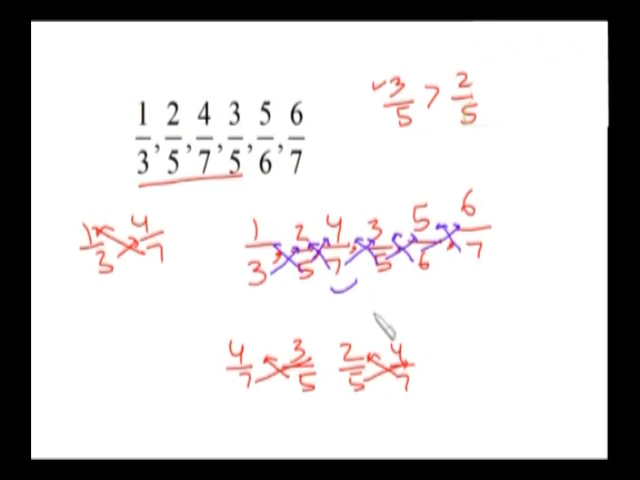 3/5 > 2/5
1/3, 2/5, 4/7, 3/5, 5/6, 6/7
1/3 4/7
1/3, 2/5, 4/7, 3/5, 5/6, 6/7
4/7 3/5 2/5 4/7